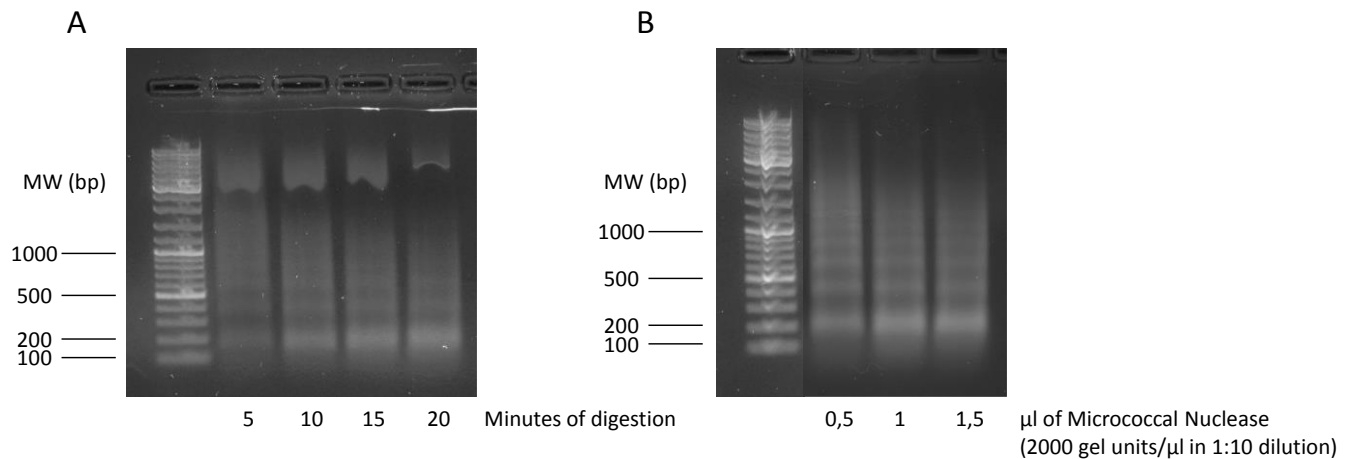 A
B
MW (bp)
1000
500
200
100
5 10 15 20 Minutes of digestion
MW (bp)
1000
500
200
100
0,5 1 1,5 µl of Micrococcal Nuclease
(2000 gel units/µl in 1:10 dilution)